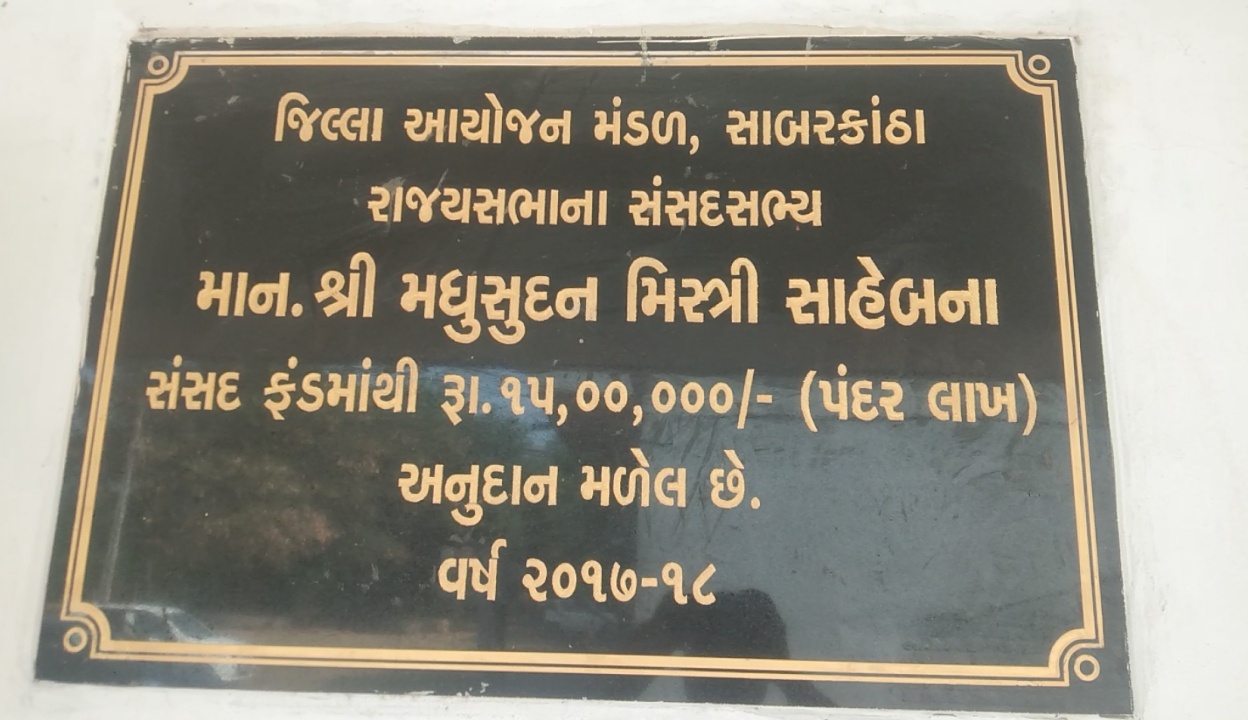 જિલ્લા આયોજન મંડળ, સાબરકાંઠા
રાજ્યસભાના સંસદસભ્ય
માન. શ્રી મધુસુદન મિસ્ત્રી સાહેબના
સંસદ ફંડમાંથી રૂા. ૧૫,૦૦,૦૦૦/- (પંદર લાખ)
અનુદાન મળેલ છે.
વર્ષ ૨૦૧૭-૧૮